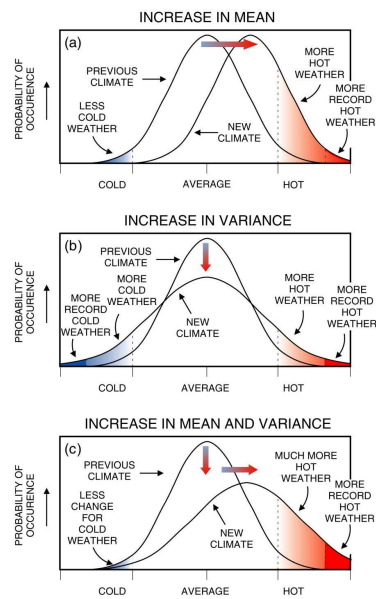 INCREASE IN MEAN
(a)
PROBABILITY OF
OCCURENCE
PREVIOUS
CLIMATE
LESS
COLD
WEATHER
NEW
CLIMATE
MORE
HOT
WEATHER
MORE
RECORD
HOT
WEATHER
COLD
AVERAGE
HOT
INCREASE IN VARIANCE
(b)
PROBABILITY OF
OCCURENCE
PREVIOUS
CLIMATE
MORE
COLD
WEATHER
MORE
RECORD
COLD
WEATHER
NEW
CLIMATE
MORE
HOT
WEATHER
MORE
RECORD
HOT
WEATHER
COLD
AVERAGE
HOT
INCREASE IN MEAN AND VARIANCE
(c)
PROBABILITY OF
OCCURENCE
PREVIOUS
CLIMATE
LESS
CHANGE
FOR
COLD
WEATHER
NEW
CLIMATE
MUCH MORE
HOT
WEATHER
MORE
RECORD
HOT
WEATHER
COLD
AVERAGE
HOT